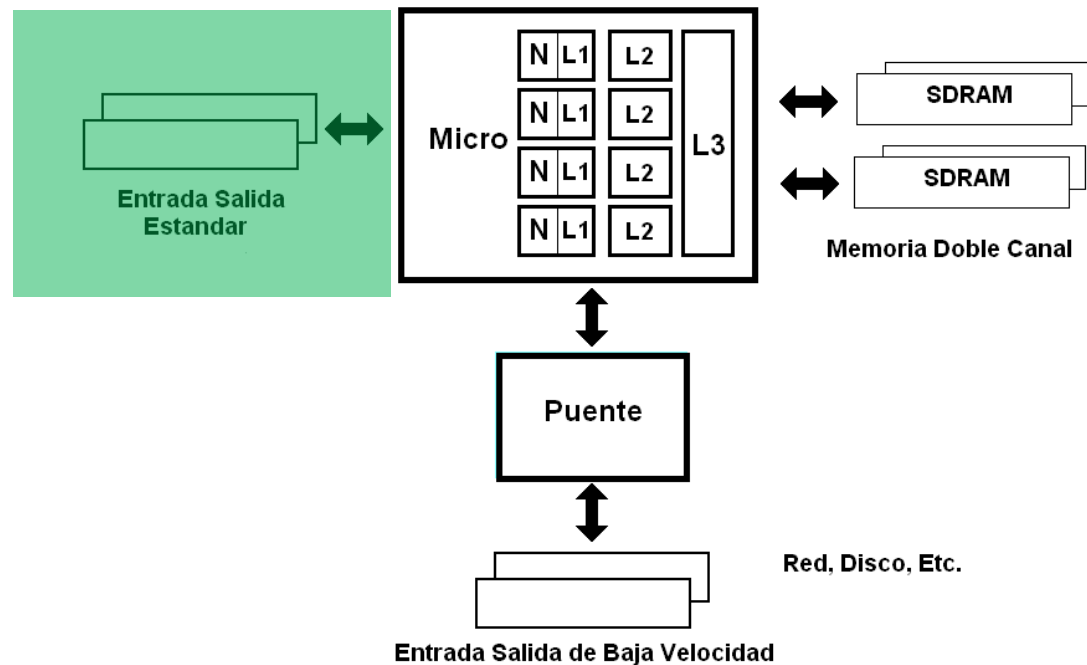 Micro
N L1 L2
N L1 L2
N L1 L2
N L1 L2
L3
SDRAM
SDRAM
Memoria Doble Canal
Entrada Salida
Estandar
Puente
Red, Disco, Etc.
Entrada Salida de Baja Velocidad